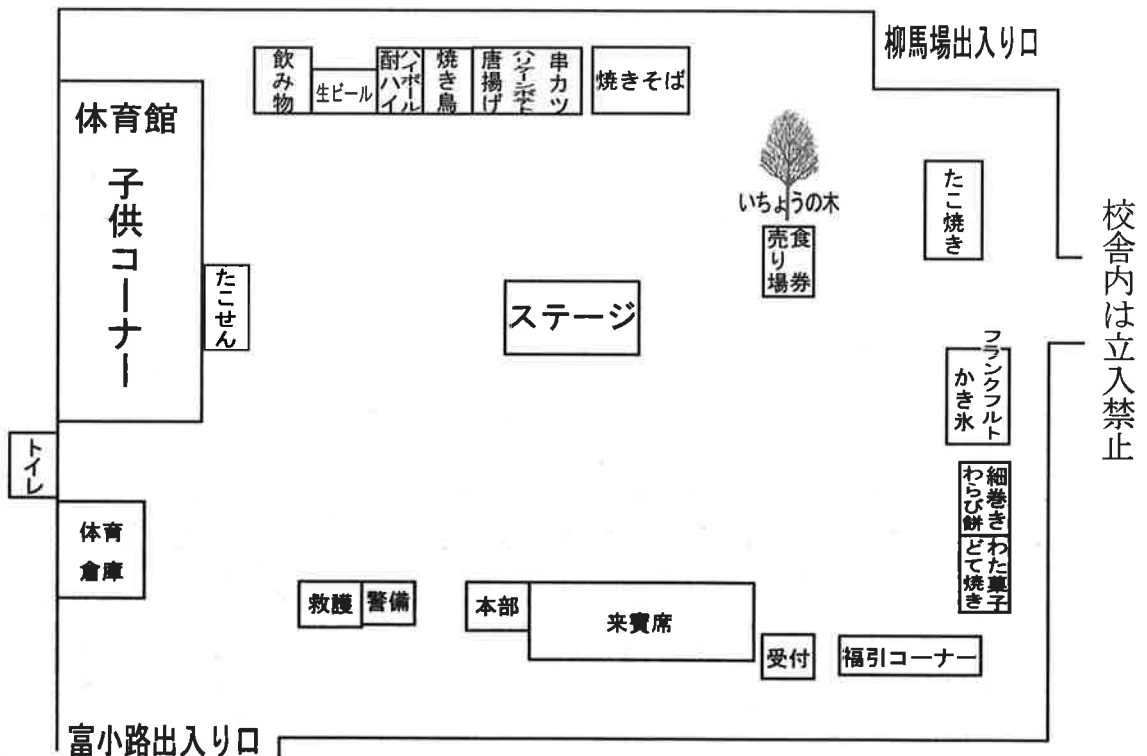 柳馬場出入り口
飲み物
生ビール
酎ハイ
ハイボール
焼き鳥
唐揚げ
ハリケーンポテト
串カツ
焼きそば
体育館
子供コーナー
たこせん
いちょうの木
食券
売り場
たこ焼き
ステージ
校舎内は立入禁止
フランクフルト
かき氷
細巻き
わらび餅
わた菓子
どて焼き
トイレ
体育
倉庫
救護
警備
本部
来賓席
受付
福引コーナー
富小路出入り口